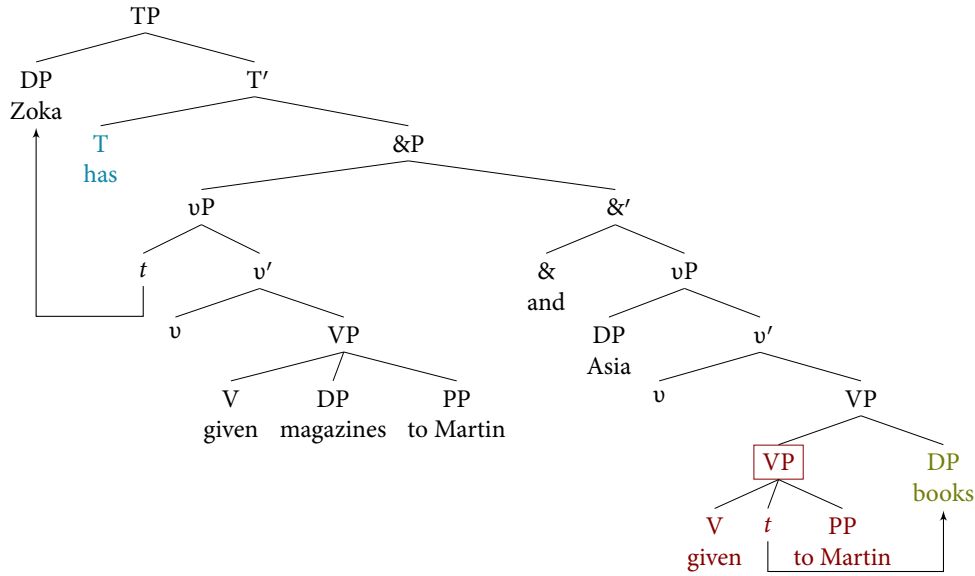 TP
DP T′
Zoka
T &P
has
υP &′
t υ′ & υP
and
υ VP DP υ′
Asia
V DP PP υ VP
given magazines to Martin
VP DP
books
V t PP
given to Martin